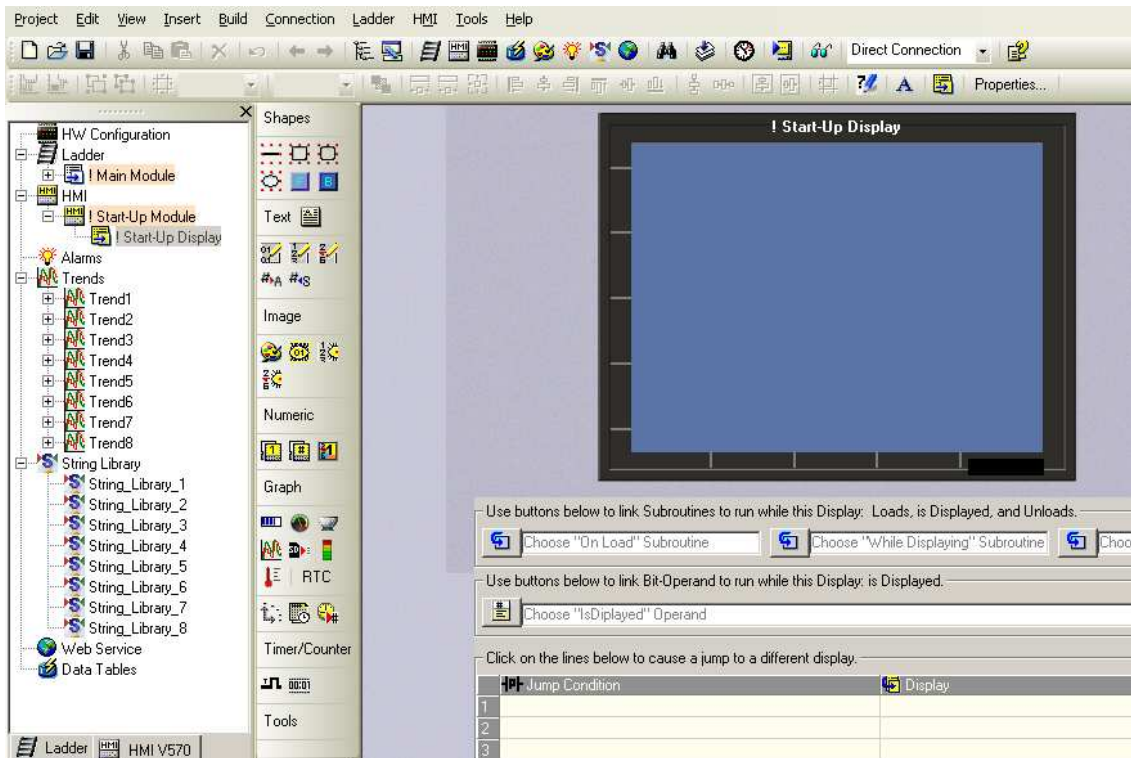 Project Edit View Insert Build Connection Ladder HMI Tools Help
Direct Connection
Properties...
HW Configuration
Ladder
! Main Module
HMI
! Start-Up Module
! Start-Up Display
Alarms
Trends
Trend1
Trend2
Trend3
Trend4
Trend5
Trend6
Trend7
Trend8
String Library
String_Library_1
String_Library_2
String_Library_3
String_Library_4
String_Library_5
String_Library_6
String_Library_7
String_Library_8
Web Service
Data Tables
Ladder HMI V570
Shapes
Text
Image
Numeric
Graph
RTC
Timer/Counter
Tools
! Start-Up Display
Use buttons below to link Subroutines to run while this Display: Loads, is Displayed, and Unloads.
Choose "On Load" Subroutine Choose "While Displaying" Subroutine Choo
Use buttons below to link Bit-Operand to run while this Display: is Displayed.
Choose "IsDiplayed" Operand
Click on the lines below to cause a jump to a different display.
Jump Condition Display
1
2
3